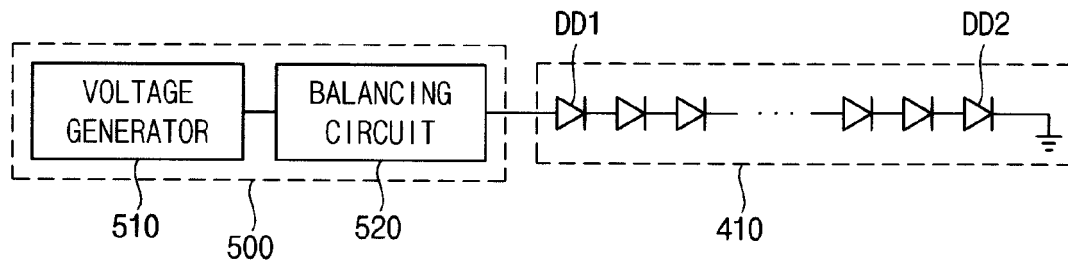 DD1
DD2
VOLTAGE
GENERATOR
BALANCING
CIRCUIT
510
520
500
410